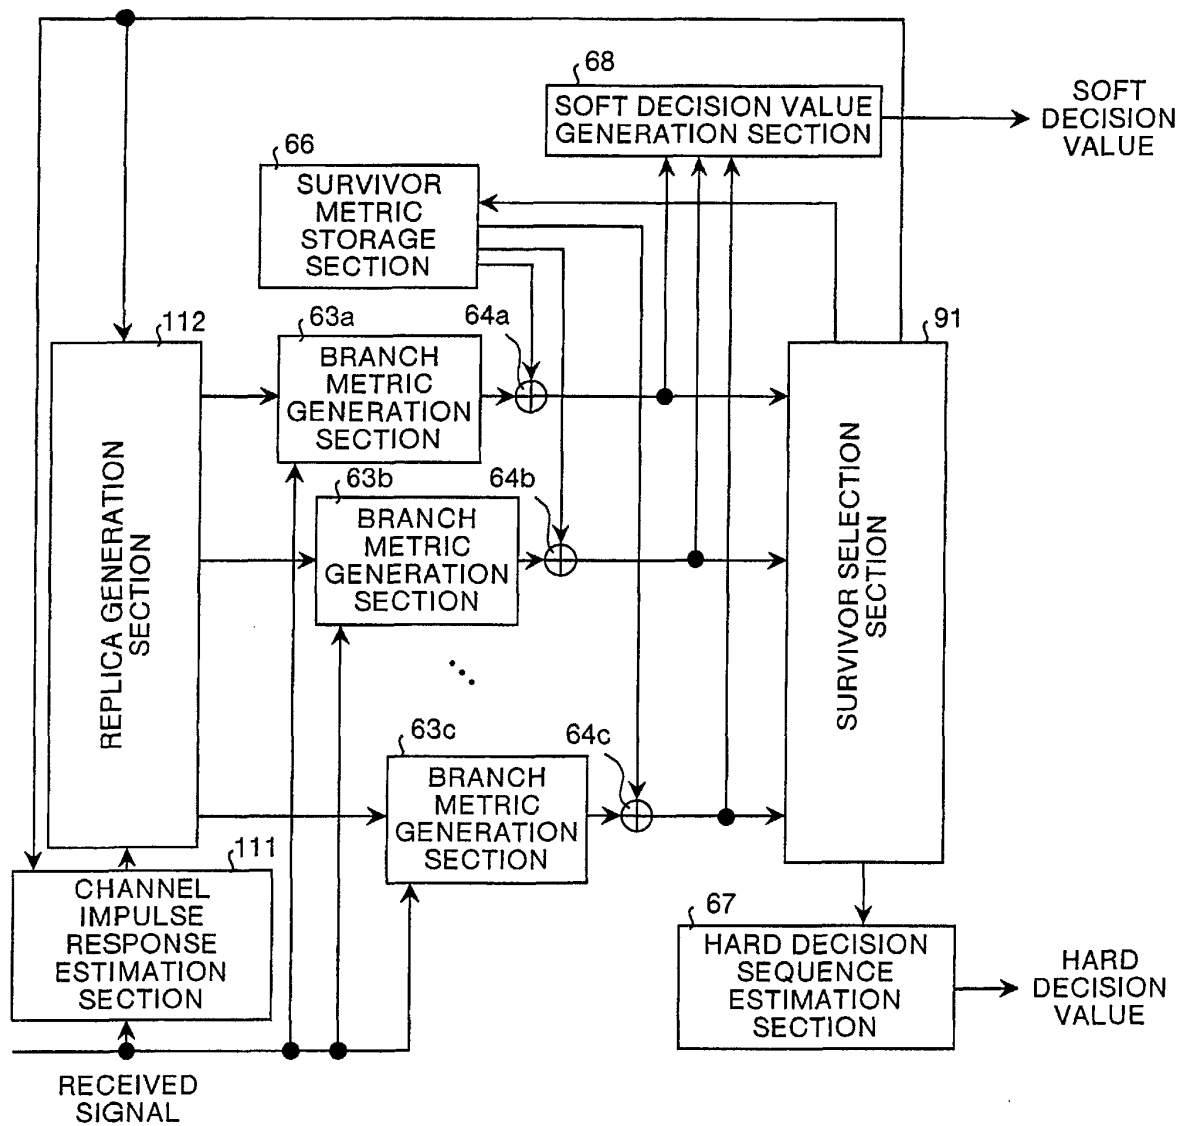 68
SOFT DECISION VALUE
GENERATION SECTION
SOFT
DECISION
VALUE
66
SURVIVOR
METRIC
STORAGE
SECTION
112
REPLICA GENERATION
SECTION
63a
BRANCH
METRIC
GENERATION
SECTION
64a
91
SURVIVOR SELECTION
SECTION
63b
BRANCH
METRIC
GENERATION
SECTION
64b
63c
BRANCH
METRIC
GENERATION
SECTION
64c
111
CHANNEL
IMPULSE
RESPONSE
ESTIMATION
SECTION
67
HARD DECISION
SEQUENCE
ESTIMATION
SECTION
HARD
DECISION
VALUE
RECEIVED
SIGNAL